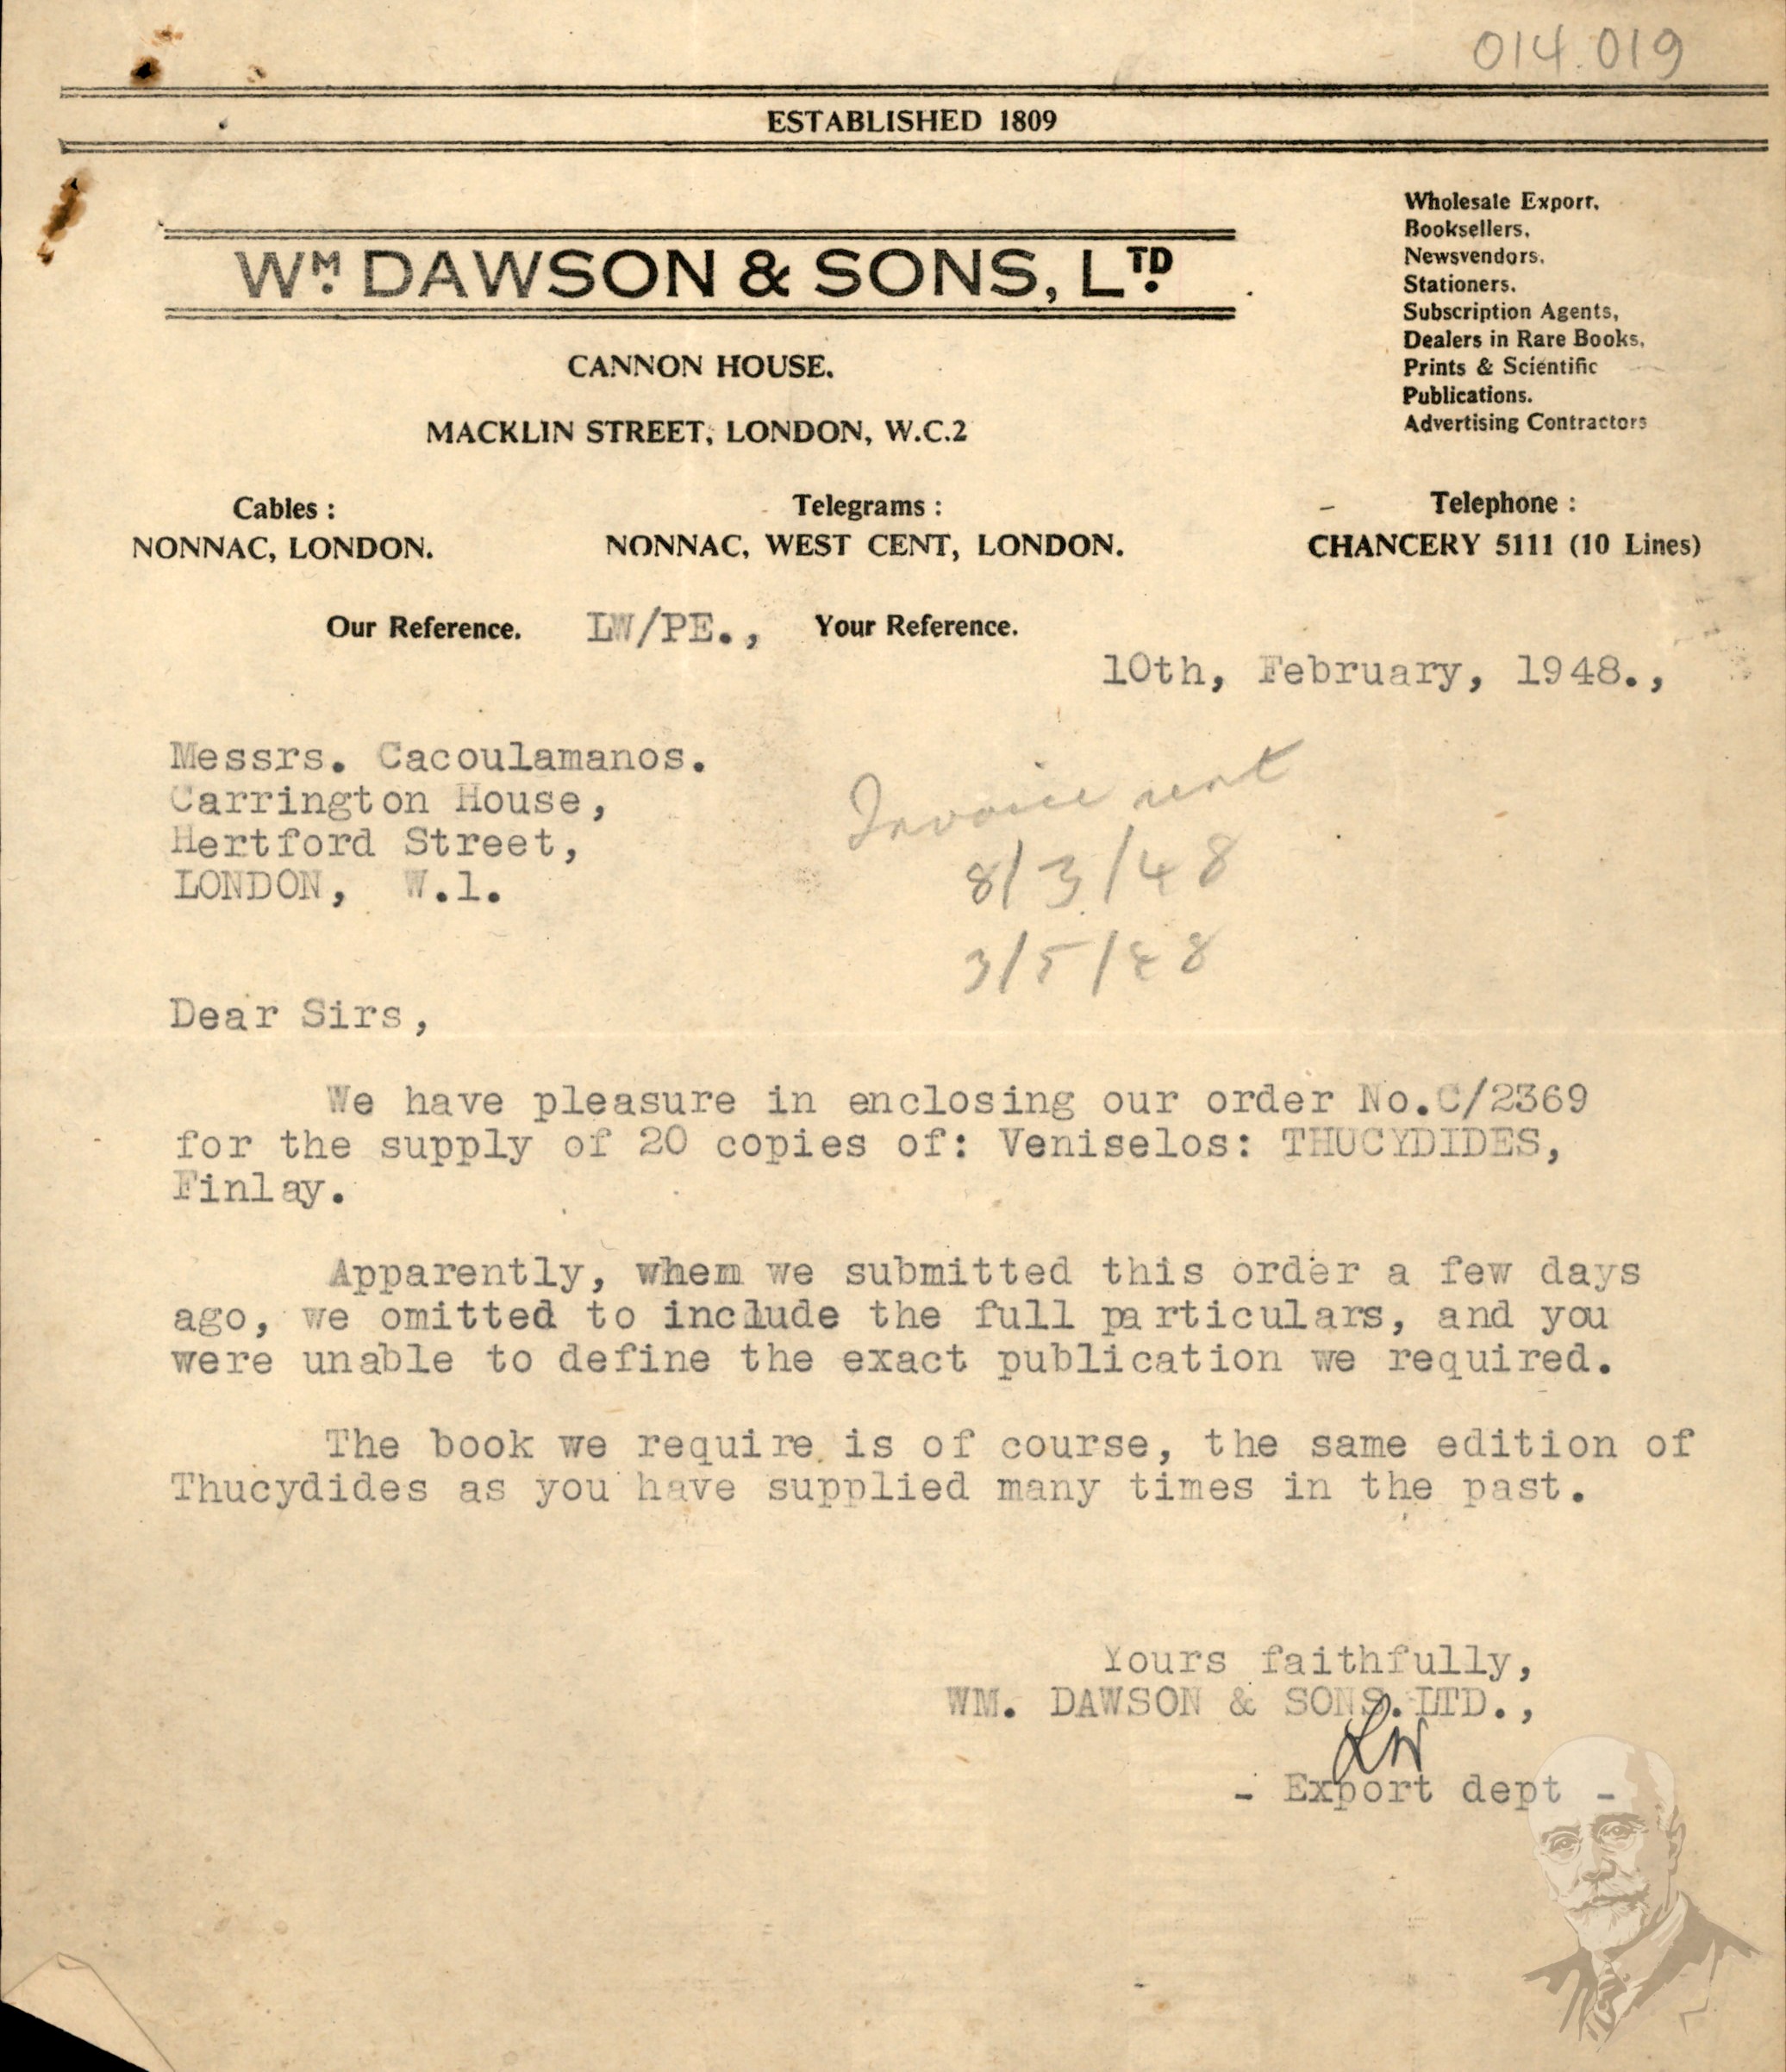 014.019
ESTABLISHED 1809
WM. DAWSON & SONS, LTD.
Wholesale Export,
Booksellers,
Newsvendors,
Stationers,
Subscription Agents,
Dealers in Rare Books,
Prints & Scientific
Publications.
Advertising Contractors
CANNON HOUSE.
MACKLIN STREET, LONDON, W.C.2
Cables :
NONNAC, LONDON.
Telegrams :
NONNAC, WEST CENT, LONDON.
Telephone :
CHANCERY 5111 (10 Lines)
Our Reference. LW/PE., Your Reference.
10th, February, 1948.,
Messrs. Cacoulamanos.
Carrington House,
Hertford Street,
LONDON, W.1.
Invoice sent
8/3/48
3/5/48
Dear Sirs,
We have pleasure in enclosing our order No.C/2369
for the supply of 20 copies of: Veniselos: THUCYDIDES,
Finlay.
Apparently, when we submitted this order a few days
ago, we omitted to include the full particulars, and you
were unable to define the exact publication we required.
The book we require is of course, the same edition of
Thucydides as you have supplied many times in the past.
Yours faithfully,
WM. DAWSON & SONS.LTD.,
LW
- Export dept -